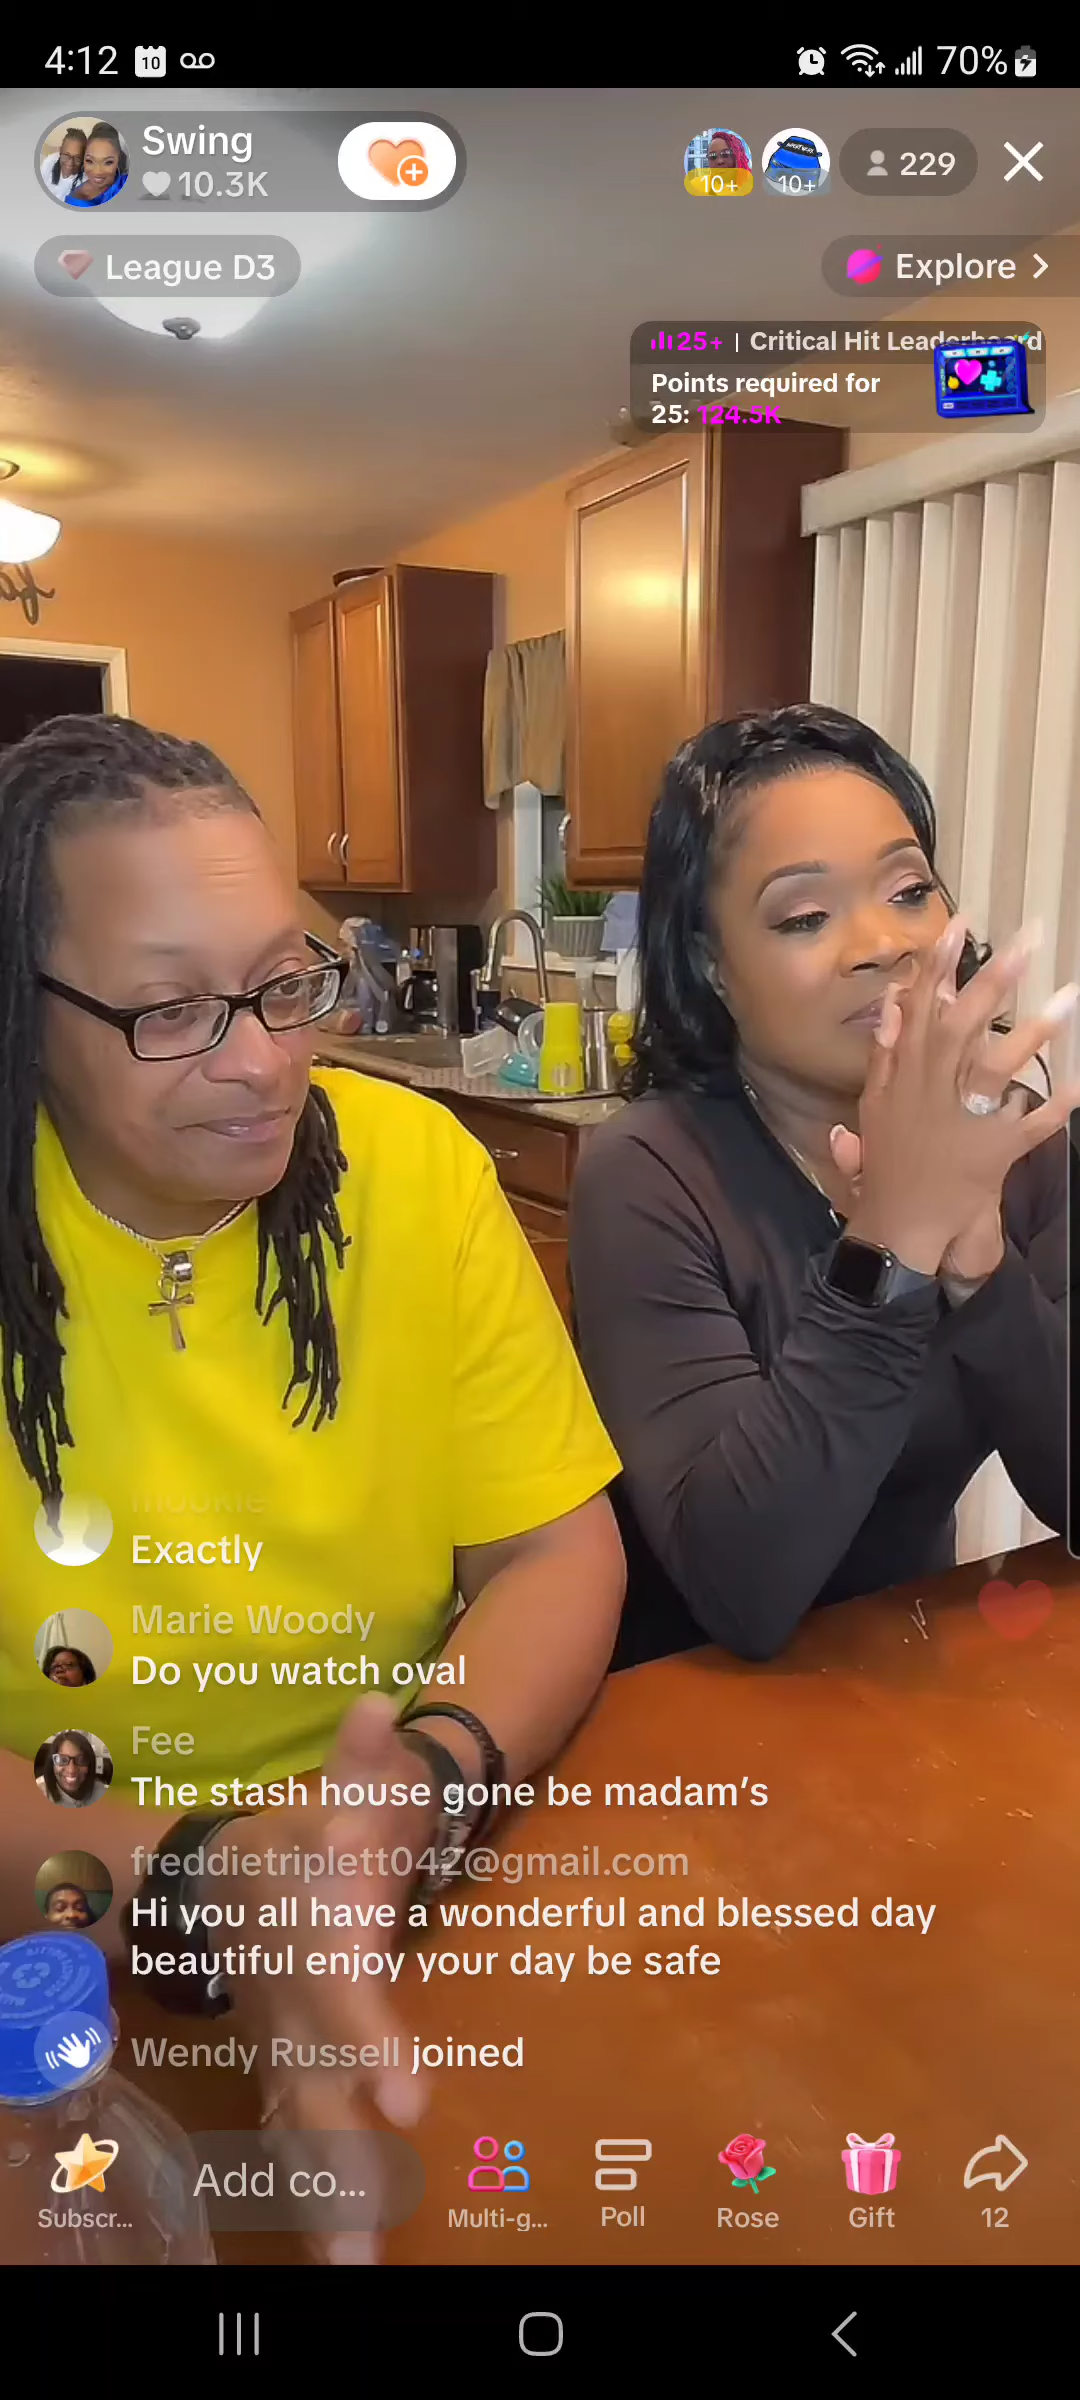 4:12
10
70%
Swing
10.3K
10+
10+
229
League D3
Explore
25+ | Critical Hit Leaderboard
Points required for
25: 124.5K
mookie
Exactly
Marie Woody
Do you watch oval
Fee
The stash house gone be madam’s
freddietriplett042@gmail.com
Hi you all have a wonderful and blessed day
beautiful enjoy your day be safe
Wendy Russell joined
Subscr...
Add co...
Multi-g...
Poll
Rose
Gift
12